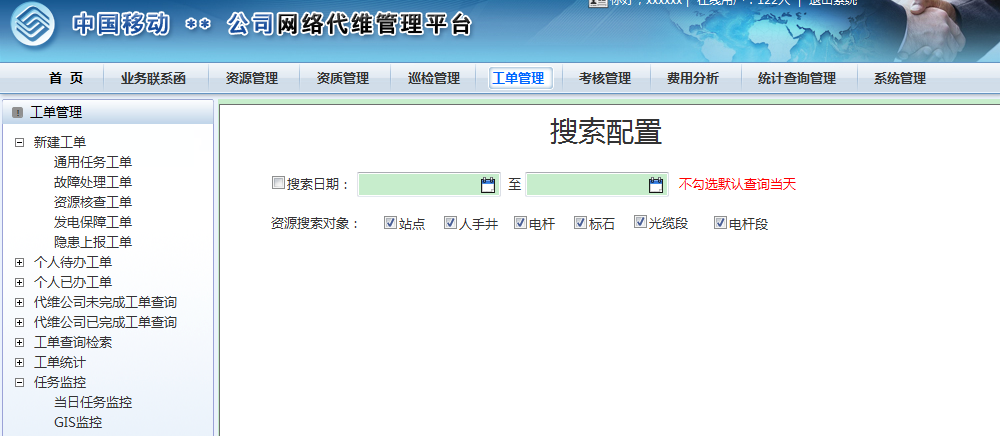 你好，xxxxxx | 在线用户：122人 | 退出系统
中国移动 ** 公司网络代维管理平台
首 页 业务联系函 资源管理 资质管理 巡检管理 工单管理 考核管理 费用分析 统计查询管理 系统管理
工单管理
新建工单
通用任务工单
故障处理工单
资源核查工单
发电保障工单
隐患上报工单
个人待办工单
个人已办工单
代维公司未完成工单查询
代维公司已完成工单查询
工单查询检索
工单统计
任务监控
当日任务监控
GIS监控
搜索配置
搜索日期： 至 不勾选默认查询当天
资源搜索对象： 站点 人手井 电杆 标石 光缆段 电杆段